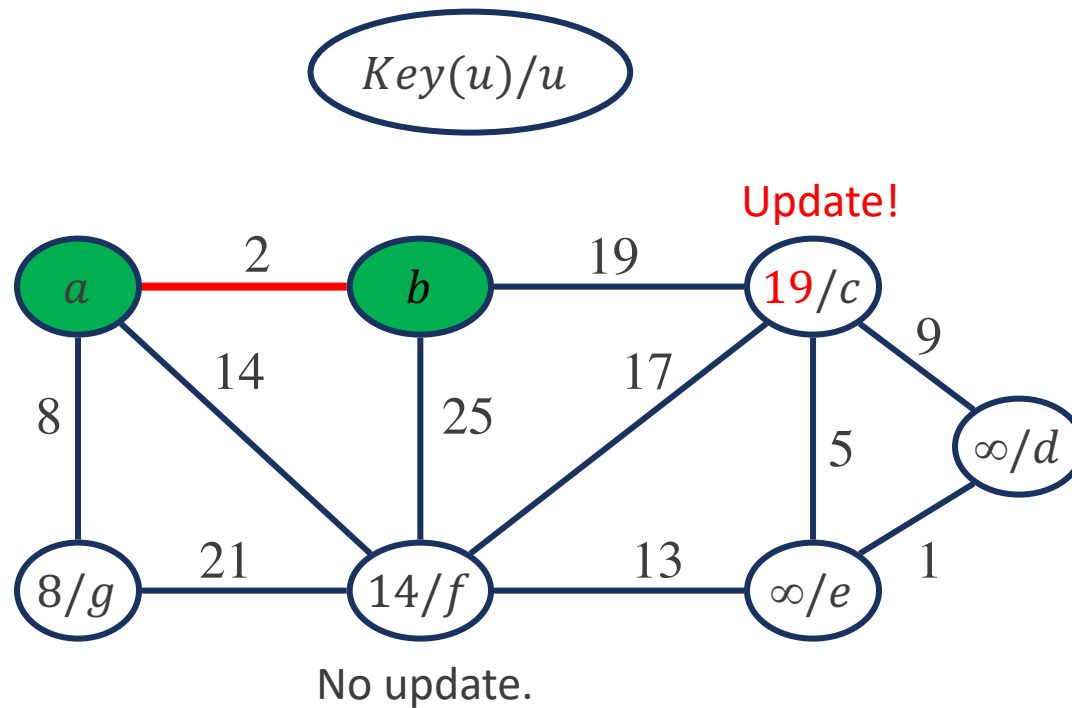 Key(u)/u
Update!
a
2
b
19
19/c
9
8
14
25
17
5
∞/d
8/g
21
14/f
13
∞/e
1
No update.